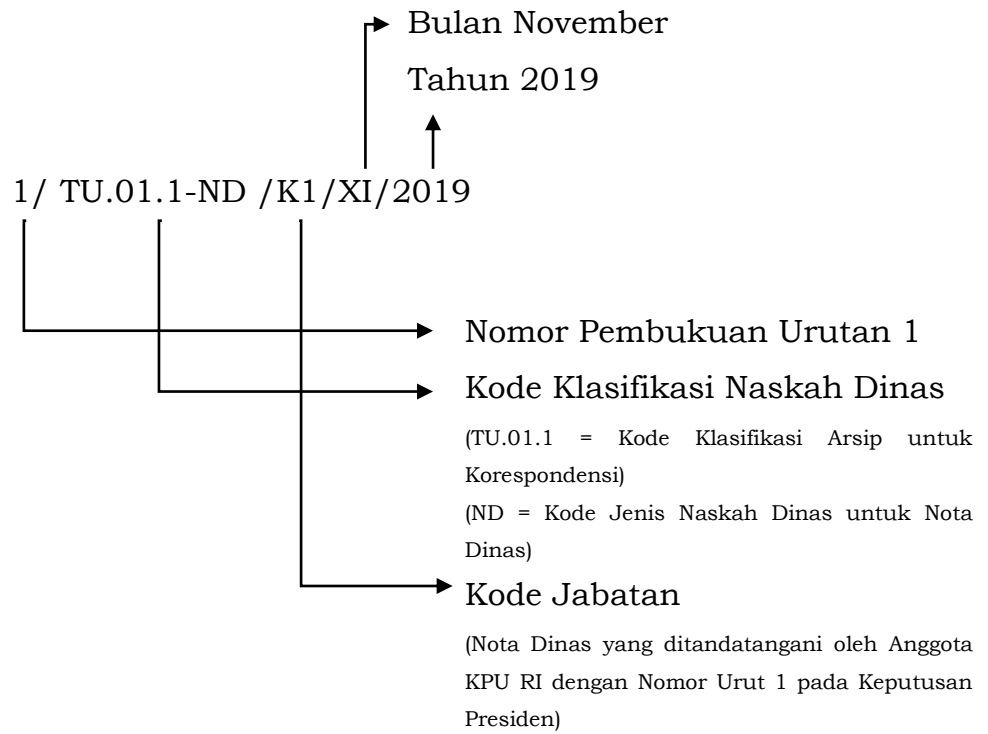 Bulan November
Tahun 2019
1/ TU.01.1-ND /K1/XI/2019
Nomor Pembukuan Urutan 1
Kode Klasifikasi Naskah Dinas
(TU.01.1 = Kode Klasifikasi Arsip untuk
Korespondensi)
(ND = Kode Jenis Naskah Dinas untuk Nota
Dinas)
Kode Jabatan
(Nota Dinas yang ditandatangani oleh Anggota
KPU RI dengan Nomor Urut 1 pada Keputusan
Presiden)